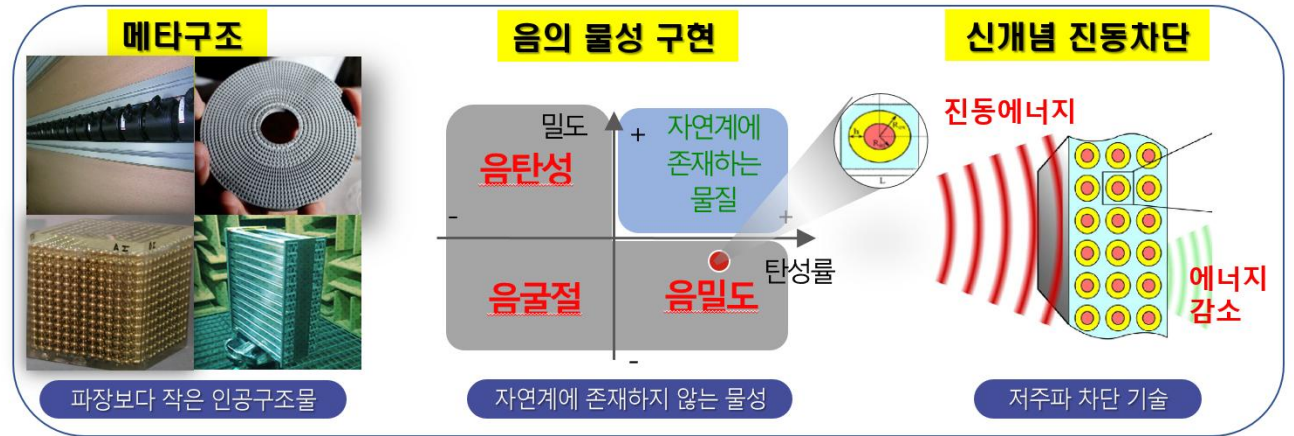 메타구조
음의 물성 구현
신개념 진동차단
밀도
+
자연계에
존재하는
물질
음탄성
-
+
탄성률
음굴절
음밀도
-
h
L
진동에너지
에너지
감소
파장보다 작은 인공구조물
자연계에 존재하지 않는 물성
저주파 차단 기술